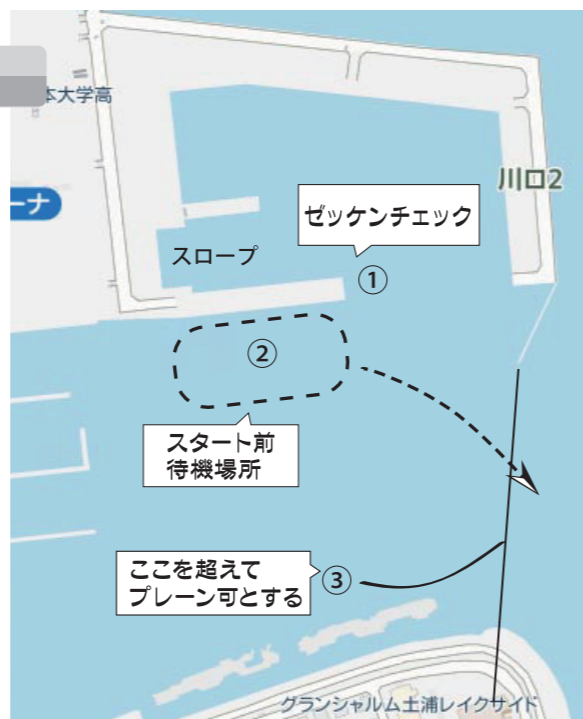 本大学高
川口2
ーナ
ゼッケンチェック
スロープ
①
②
スタート前
待機場所
ここを超えて
プレーン可とする
③
グランシャルム土浦レイクサイド